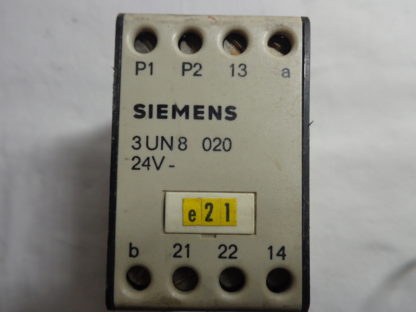 P1 P2 13 a
SIEMENS
3UN8 020
24V-
e21
b 21 22 14